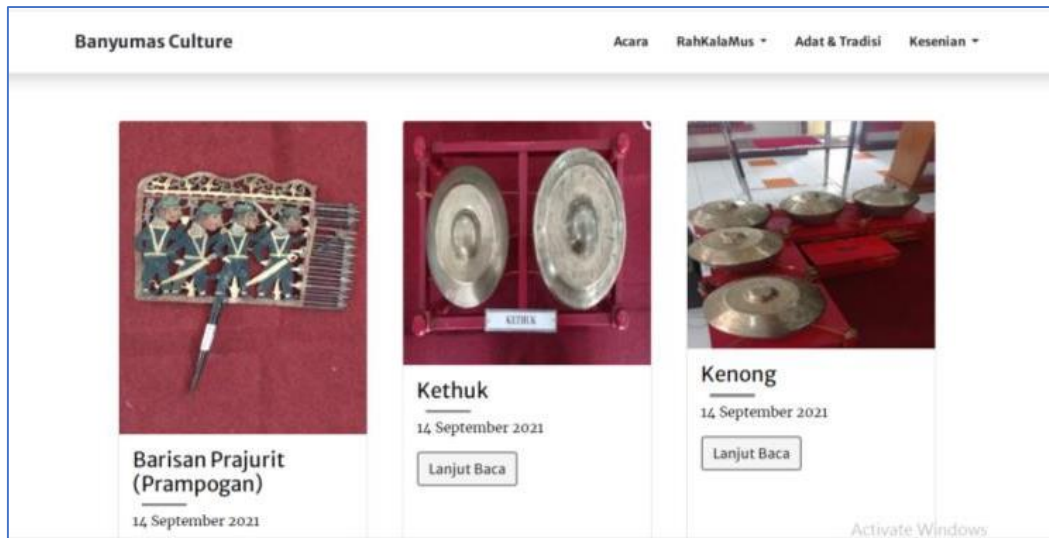 Banyumas Culture
Acara RahKalaMus Adat & Tradisi Kesenian
KETHUK
Barisan Prajurit
(Prampogan)
14 September 2021
Kethuk
14 September 2021
Lanjut Baca
Kenong
14 September 2021
Lanjut Baca
Activate Windows